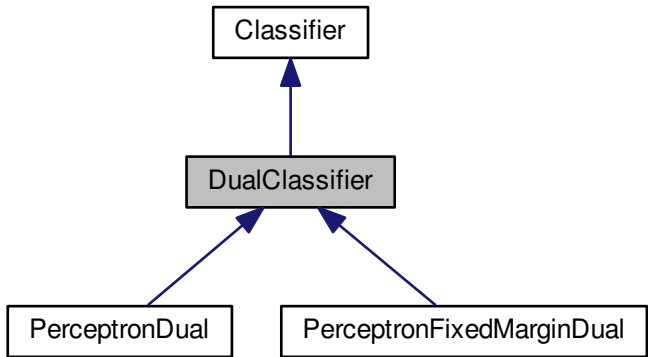 Classifier
DualClassifier
PerceptronDual
PerceptronFixedMarginDual